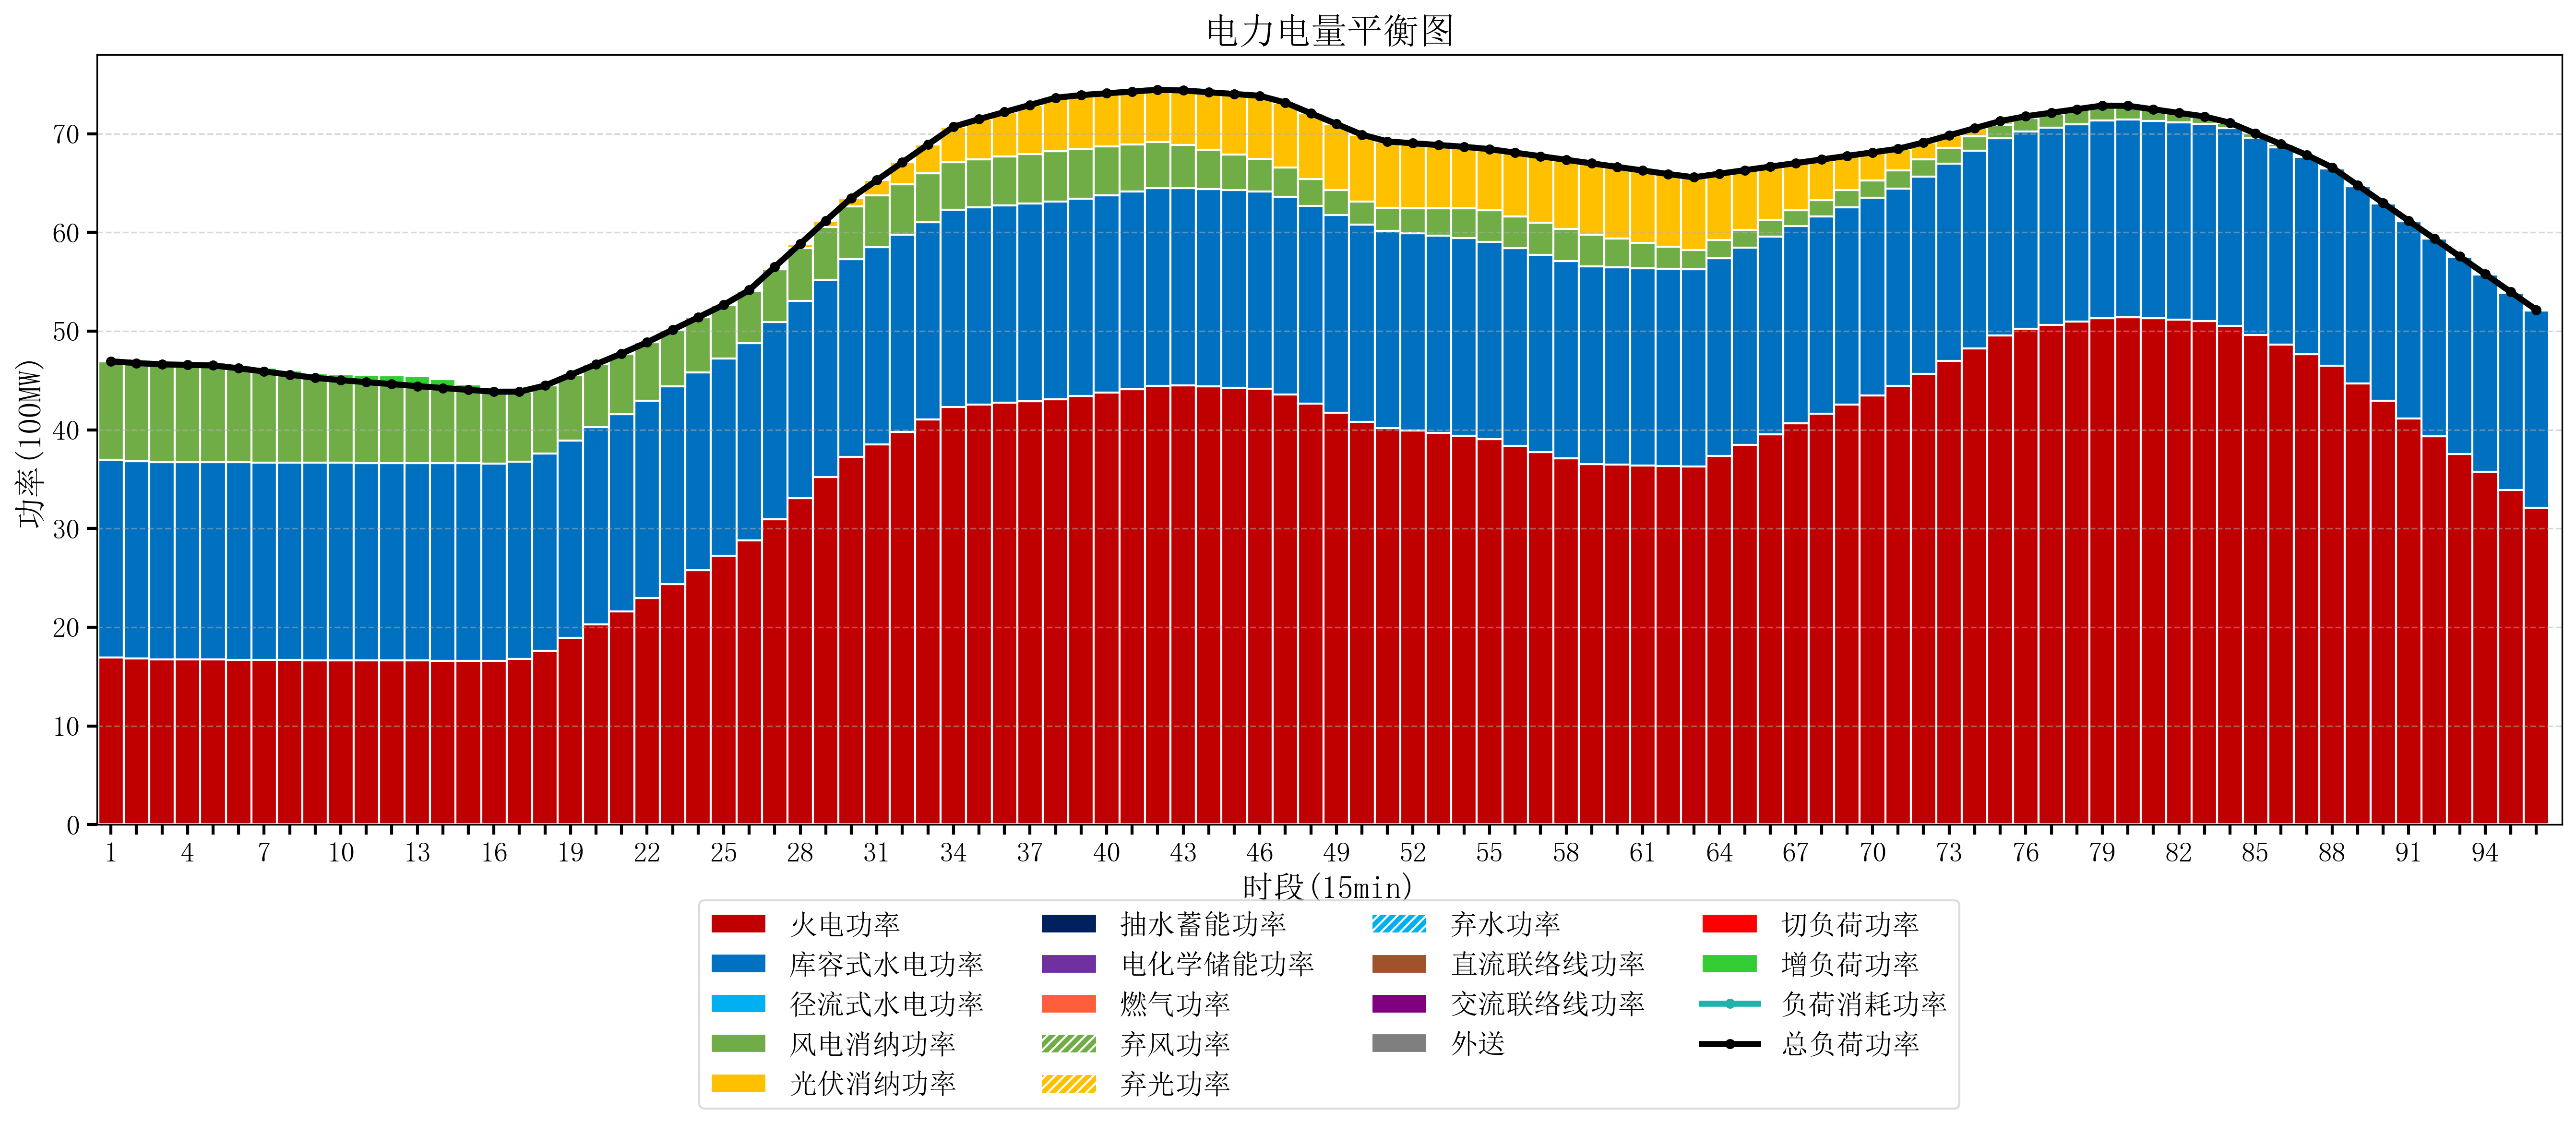 电力电量平衡图
功率(100MW)
70
60
50
40
30
20
10
0
1 4 7 10 13 16 19 22 25 28 31 34 37 40 43 46 49 52 55 58 61 64 67 70 73 76 79 82 85 88 91 94
时段(15min)
火电功率 抽水蓄能功率 弃水功率 切负荷功率
库容式水电功率 电化学储能功率 直流联络线功率 增负荷功率
径流式水电功率 燃气功率 交流联络线功率 负荷消耗功率
风电消纳功率 弃风功率 外送 总负荷功率
光伏消纳功率 弃光功率